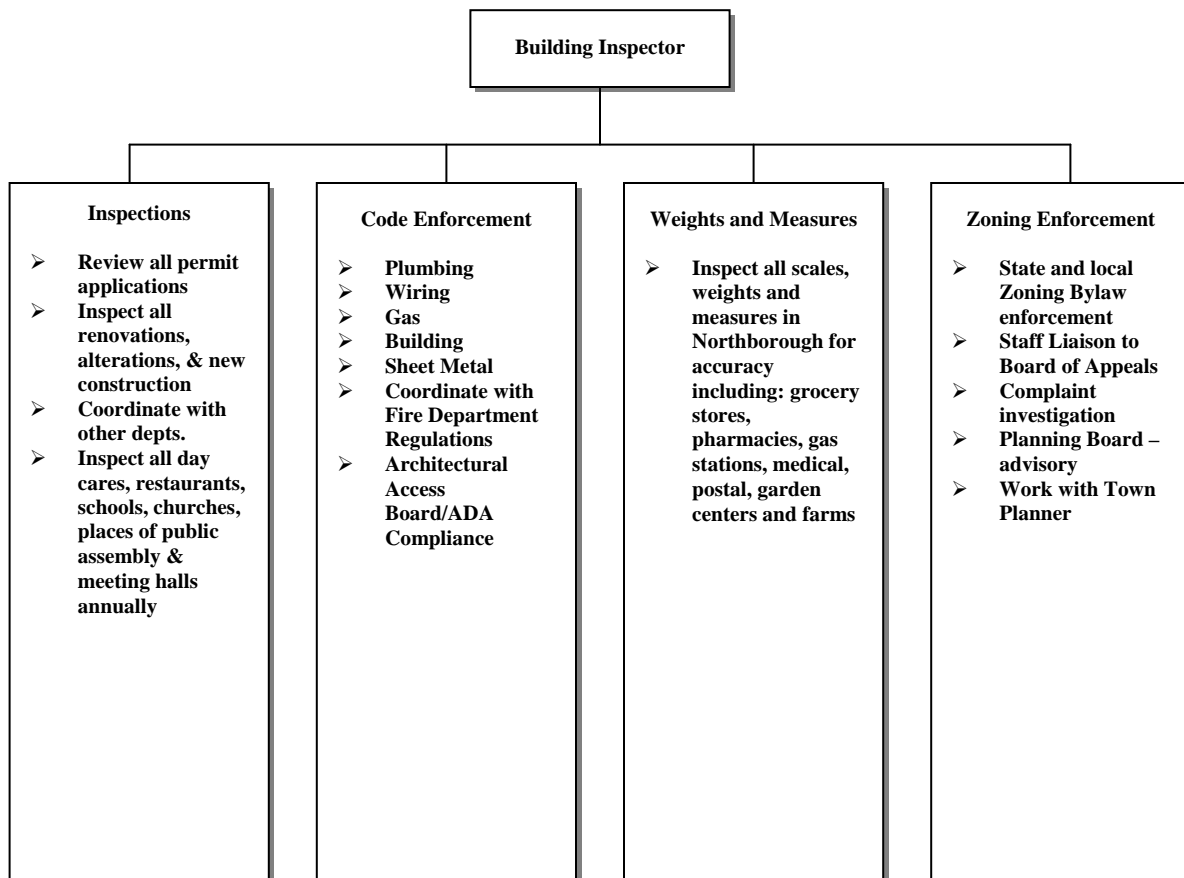 Building Inspector
Inspections
➢ Review all permit
applications
➢ Inspect all
renovations,
alterations, & new
construction
➢ Coordinate with
other depts.
➢ Inspect all day
cares, restaurants,
schools, churches,
places of public
assembly &
meeting halls
annually
Code Enforcement
➢ Plumbing
➢ Wiring
➢ Gas
➢ Building
➢ Sheet Metal
➢ Coordinate with
Fire Department
Regulations
➢ Architectural
Access
Board/ADA
Compliance
Weights and Measures
➢ Inspect all scales,
weights and
measures in
Northborough for
accuracy
including: grocery
stores,
pharmacies, gas
stations, medical,
postal, garden
centers and farms
Zoning Enforcement
➢ State and local
Zoning Bylaw
enforcement
➢ Staff Liaison to
Board of Appeals
➢ Complaint
investigation
➢ Planning Board –
advisory
➢ Work with Town
Planner